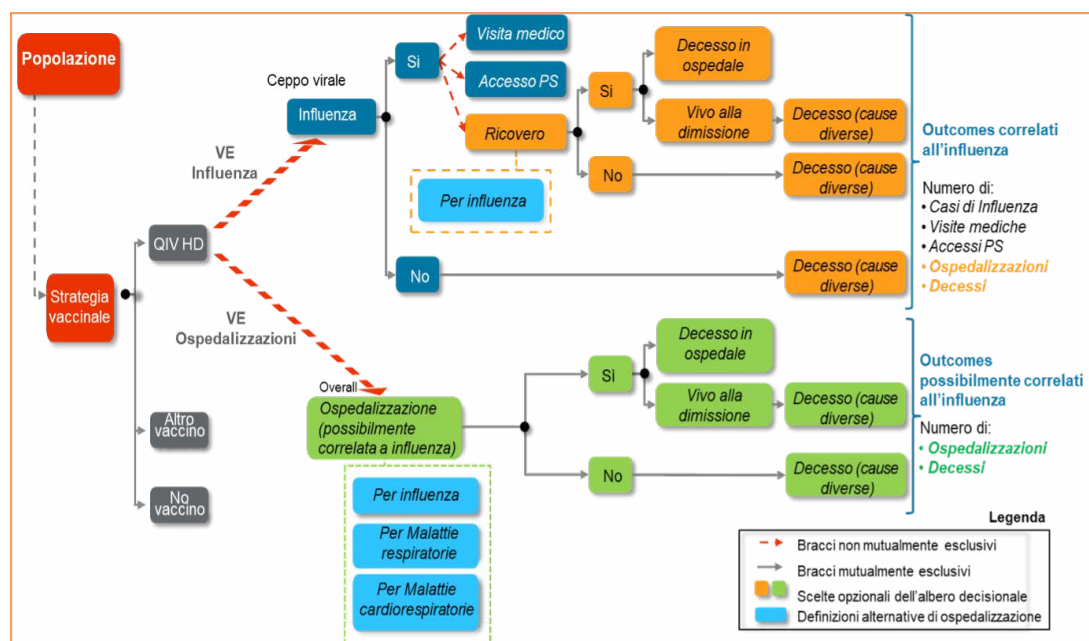 Popolazione
Strategia
vaccinale
QIV HD
Altro
vaccino
No
vaccino
VE
Influenza
VE
Ospedalizzazioni
Ceppo virale
Influenza
Si
No
Visita medico
Accesso PS
Ricovero
Per influenza
Si
No
Decesso in
ospedale
Vivo alla
dimissione
Decesso (cause
diverse)
Decesso (cause
diverse)
Decesso (cause
diverse)
Outcomes correlati
all'influenza
Numero di:
• Casi di Influenza
• Visite mediche
• Accessi PS
• Ospedalizzazioni
• Decessi
Overall
Ospedalizzazione
(possibilmente
correlata a influenza)
Per influenza
Per Malattie
respiratorie
Per Malattie
cardiorespiratorie
Sì
No
Decesso in
ospedale
Vivo alla
dimissione
Decesso (cause
diverse)
Decesso (cause
diverse)
Outcomes
possibilmente correlati
all'influenza
Numero di:
• Ospedalizzazioni
• Decessi
Legenda
Bracci non mutualmente esclusivi
Bracci mutualmente esclusivi
Scelte opzionali dell'albero decisionale
Definizioni alternative di ospedalizzazione